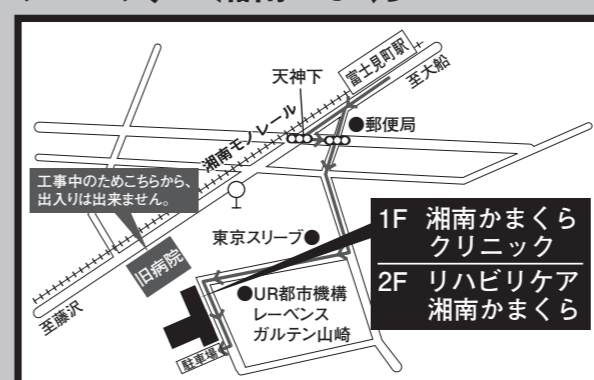 天神下
富士見町駅
至大船
●郵便局
湘南モノレール
工事中のためこちらから、
出入りは出来ません。
旧病院
東京スリーブ●
1F 湘南かまくら
クリニック
2F リハビリケア
湘南かまくら
●UR都市機構
レーベンス
ガルテン山崎
至藤沢
駐車場